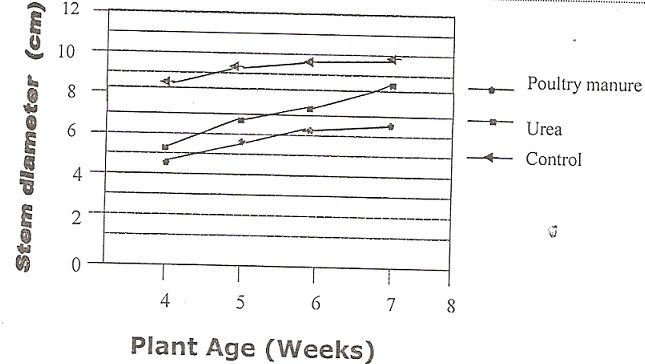 Stem diameter (cm)
12
10
8
6
4
2
0
4 5 6 7 8
Plant Age (Weeks)
Poultry manure
Urea
Control